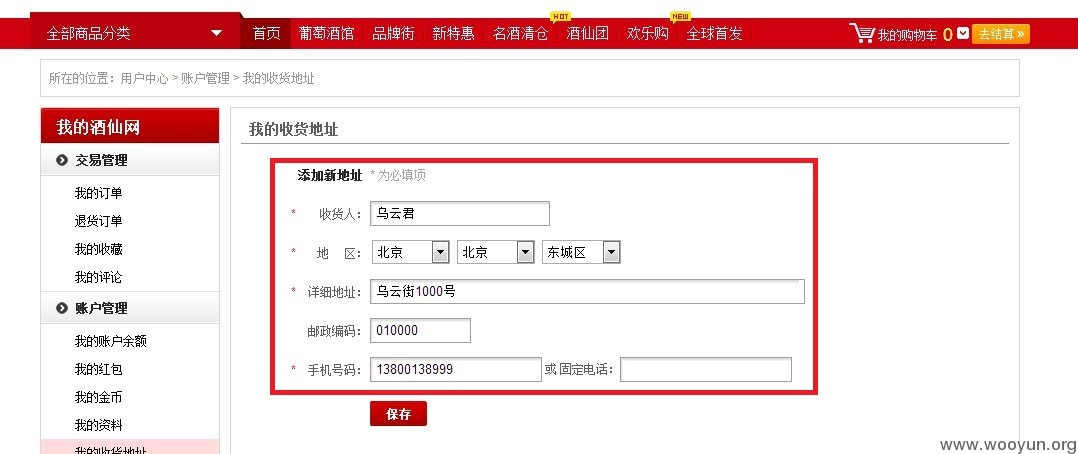 HOT NEW
全部商品分类 首页 葡萄酒馆 品牌街 新特惠 名酒清仓 酒仙团 欢乐购 全球首发 我的购物车 0 去结算 »
所在的位置：用户中心 > 账户管理 > 我的收货地址
我的酒仙网
交易管理
我的订单
退货订单
我的收藏
我的评论
账户管理
我的账户余额
我的红包
我的金币
我的资料
我的收货地址
我的收货地址
添加新地址 * 为必填项
* 收货人： 乌云君
* 地 区： 北京 北京 东城区
* 详细地址： 乌云街1000号
邮政编码： 010000
* 手机号码： 13800138999 或 固定电话：
保存
www.wooyun.org